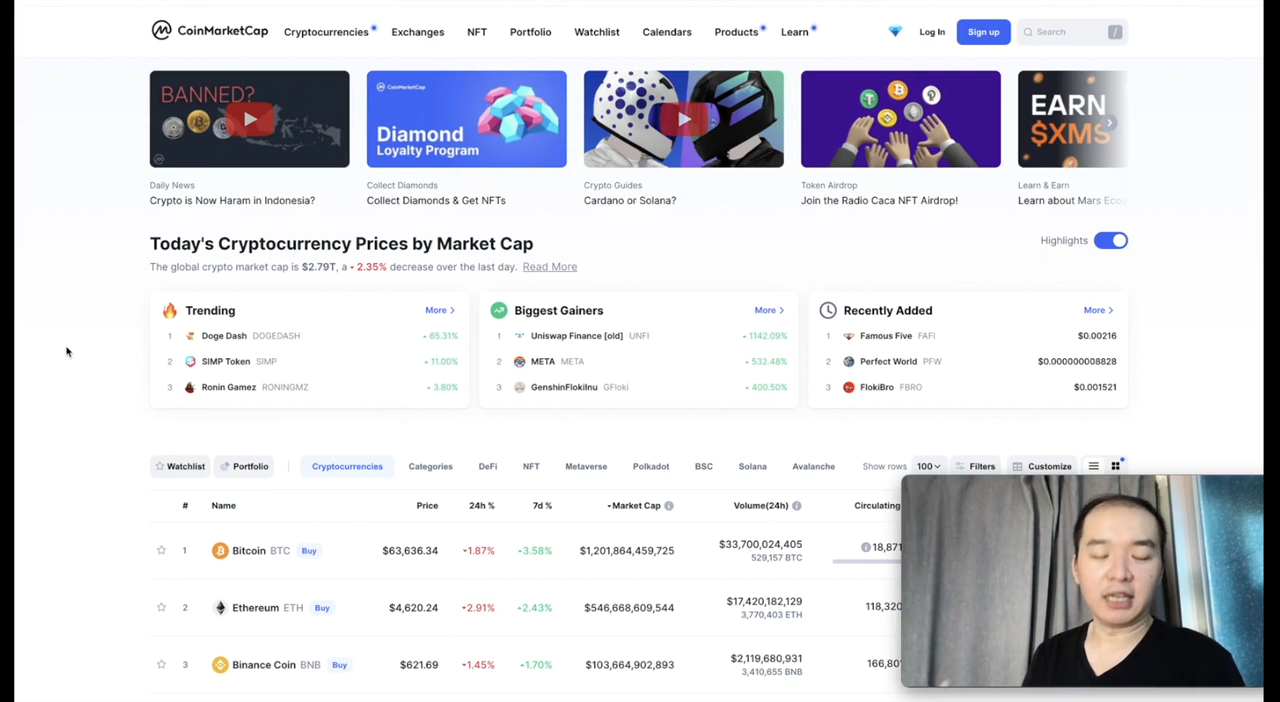 CoinMarketCap Cryptocurrencies Exchanges NFT Portfolio Watchlist Calendars Products Learn Log In Sign up Search /
BANNED?
CoinMarketCap
Diamond
Loyalty Program
EARN
$XMS
Daily News
Crypto is Now Haram in Indonesia?
Collect Diamonds
Collect Diamonds & Get NFTs
Crypto Guides
Cardano or Solana?
Token Airdrop
Join the Radio Caca NFT Airdrop!
Learn & Earn
Learn about Mars Ecos
Today's Cryptocurrency Prices by Market Cap
Highlights
The global crypto market cap is $2.79T, a 2.35% decrease over the last day. Read More
Trending More >
1 Doge Dash DOGEDASH 65.31%
2 SIMP Token SIMP 11.00%
3 Ronin Gamez RONINGMZ 3.80%
Biggest Gainers More >
1 Uniswap Finance [old] UNFI 1142.09%
2 META META 532.48%
3 GenshinFlokiInu GFloki 400.50%
Recently Added More >
1 Famous Five FAFI $0.00216
2 Perfect World PFW $0.000000008828
3 FlokiBro FBRO $0.001521
Watchlist Portfolio Cryptocurrencies Categories DeFi NFT Metaverse Polkadot BSC Solana Avalanche Show rows 100 Filters Customize
# Name Price 24h % 7d % Market Cap Volume(24h) Circulating
1 Bitcoin BTC Buy $63,636.34 1.87% 3.58% $1,201,864,459,725 $33,700,024,405 18,871
529,157 BTC
2 Ethereum ETH Buy $4,620.24 2.91% 2.43% $546,668,609,544 $17,420,182,129 118,320
3,770,403 ETH
3 Binance Coin BNB Buy $621.69 1.45% 1.70% $103,664,902,893 $2,119,680,931 166,801
3,410,655 BNB